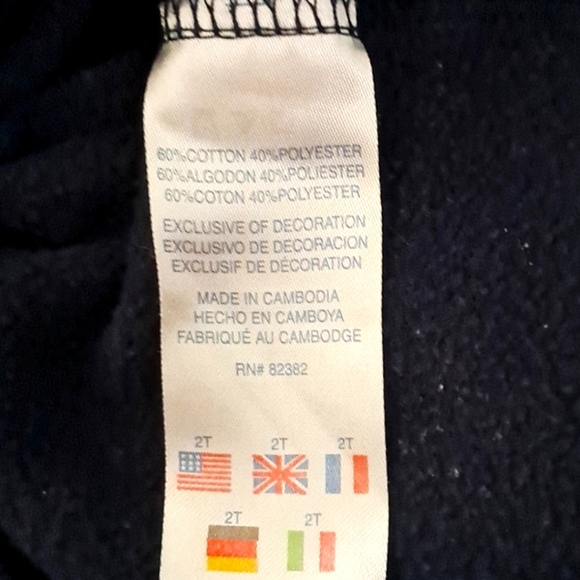 60%COTTON 40%POLYESTER
60%ALGODON 40%POLIESTER
60%COTON 40%POLYESTER
EXCLUSIVE OF DECORATION
EXCLUSIVO DE DECORACION
EXCLUSIF DE DÉCORATION
MADE IN CAMBODIA
HECHO EN CAMBOYA
FABRIQUÉ AU CAMBODGE
RN# 82382
2T 2T 2T
2T 2T